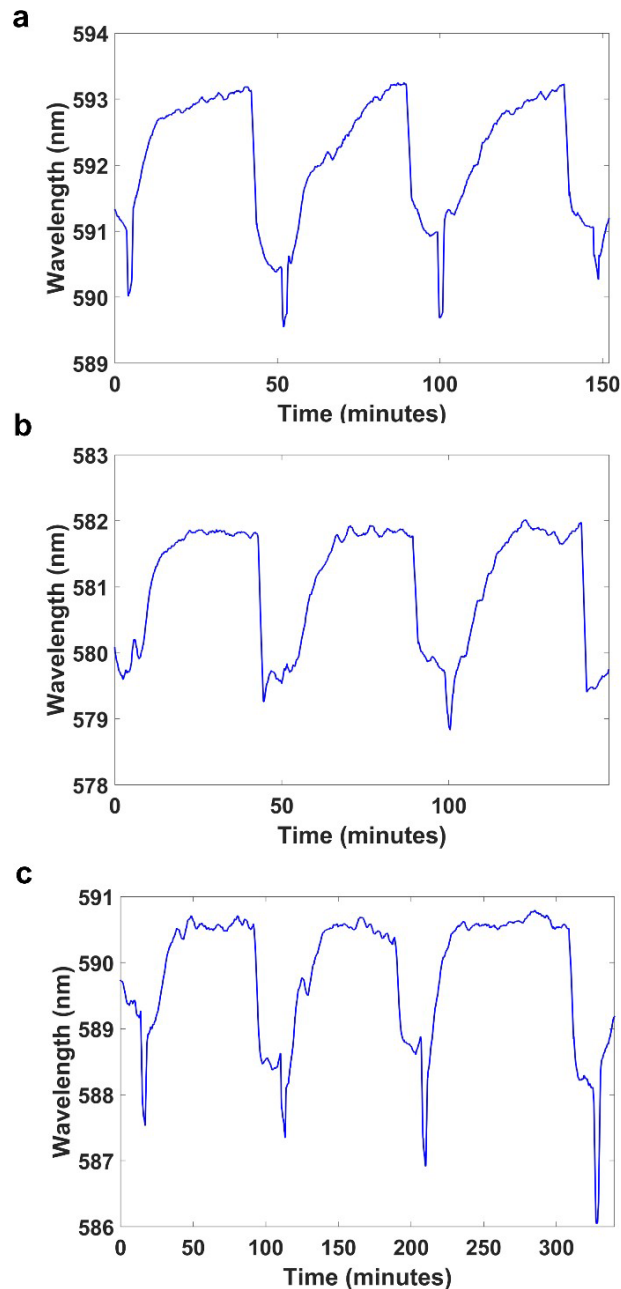 a
594
593
592
591
590
589
Wavelength (nm)
0 50 100 150
Time (minutes)
b
583
582
581
580
579
578
Wavelength (nm)
0 50 100
Time (minutes)
c
591
590
589
588
587
586
Wavelength (nm)
0 50 100 150 200 250 300
Time (minutes)